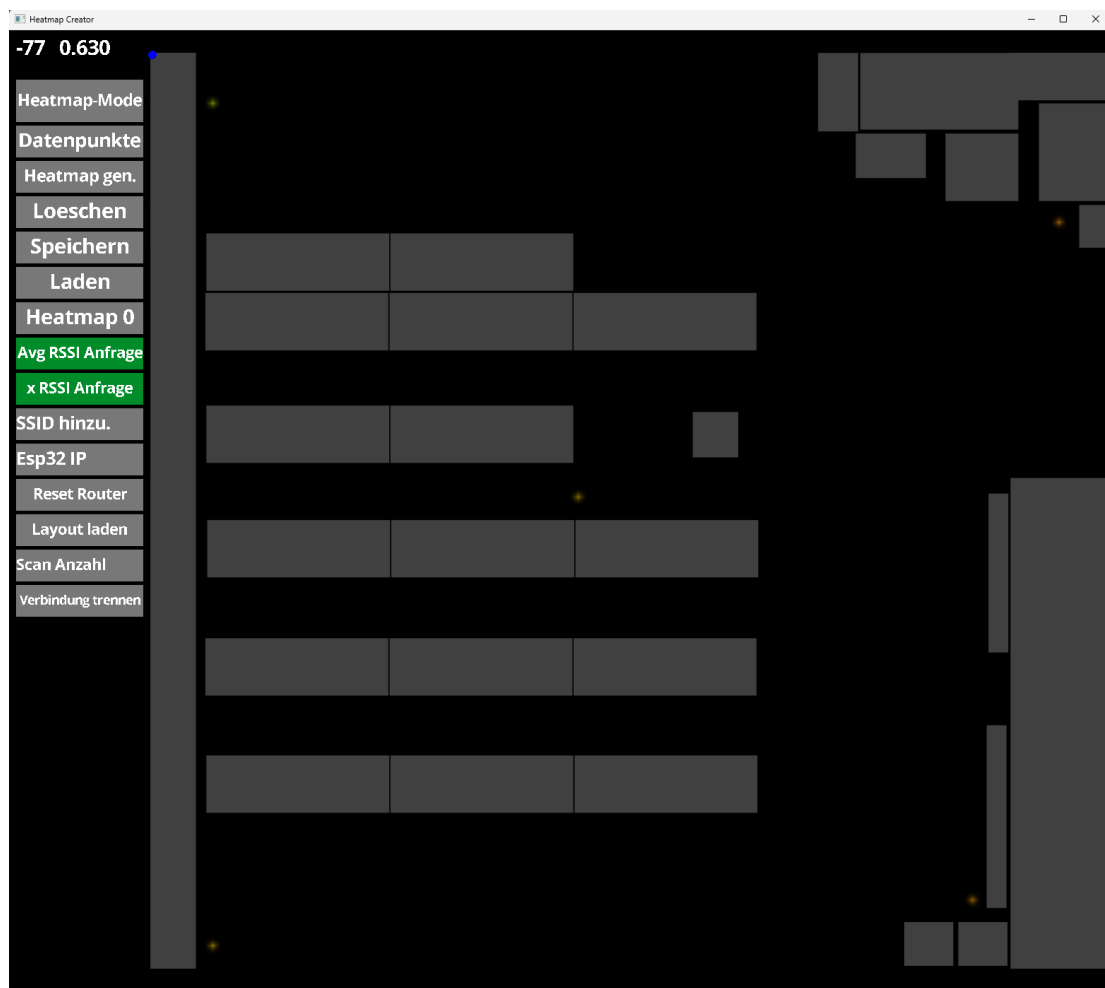 Heatmap Creator
-77 0.630
Heatmap-Mode
Datenpunkte
Heatmap gen.
Loeschen
Speichern
Laden
Heatmap 0
Avg RSSI Anfrage
x RSSI Anfrage
SSID hinzu.
Esp32 IP
Reset Router
Layout laden
Scan Anzahl
Verbindung trennen